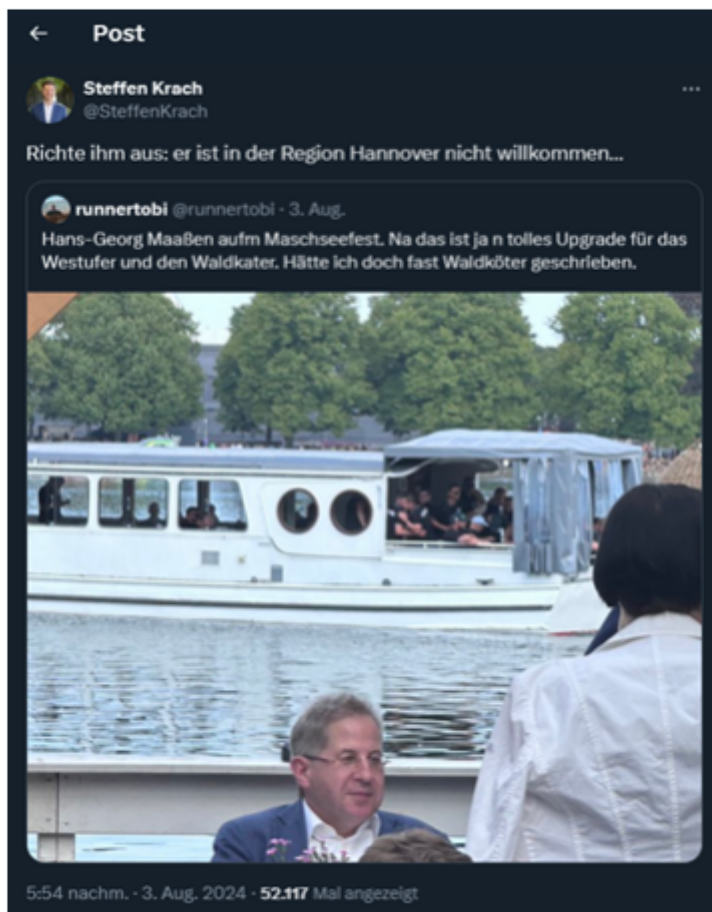 ← Post
Steffen Krach
@SteffenKrach
Richte ihm aus: er ist in der Region Hannover nicht willkommen...
runnertobi @runnertobi · 3. Aug.
Hans-Georg Maaßen aufm Maschseefest. Na das ist ja n tolles Upgrade für das
Westufer und den Waldkater. Hätte ich doch fast Waldköter geschrieben.
5:54 nachm. · 3. Aug. 2024 · 52.117 Mal angezeigt